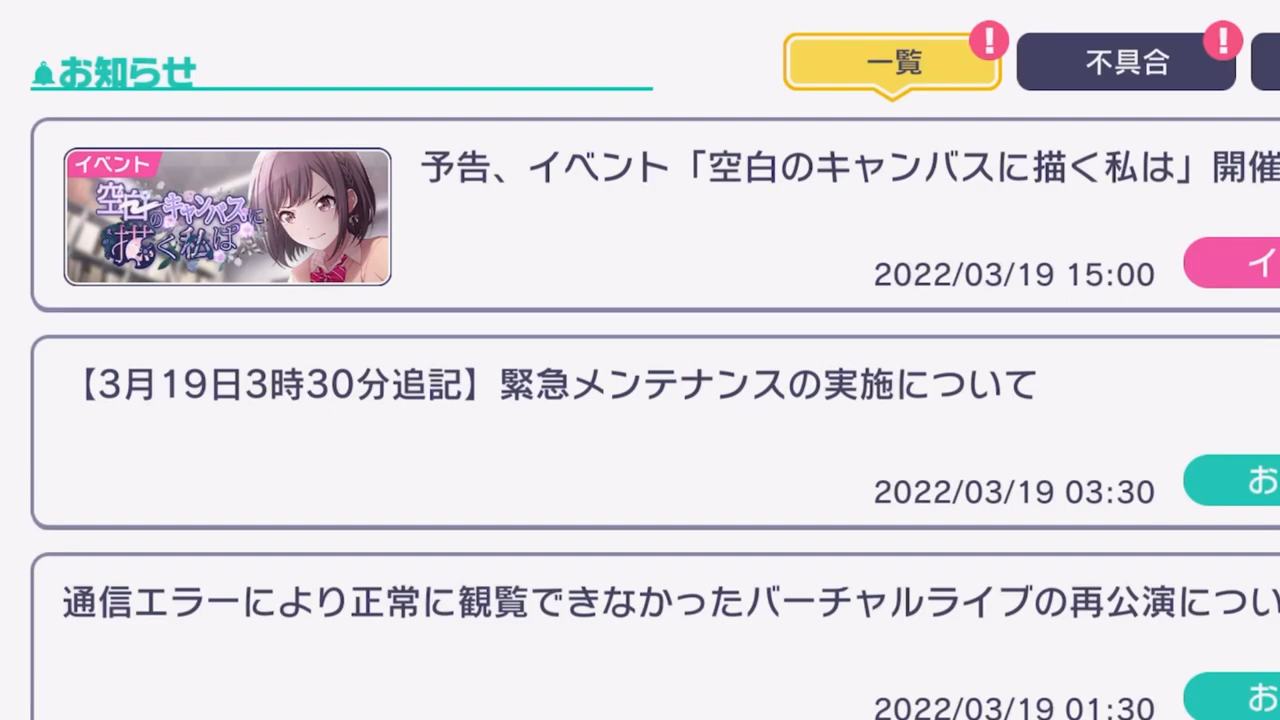 お知らせ
一覧
不具合
イベント
空白のキャンバスに
描く私は
予告、イベント「空白のキャンバスに描く私は」開催
2022/03/19 15:00
イ
【3月19日3時30分追記】緊急メンテナンスの実施について
2022/03/19 03:30
お
通信エラーにより正常に観覧できなかったバーチャルライブの再公演につい
2022/03/19 01:30
お